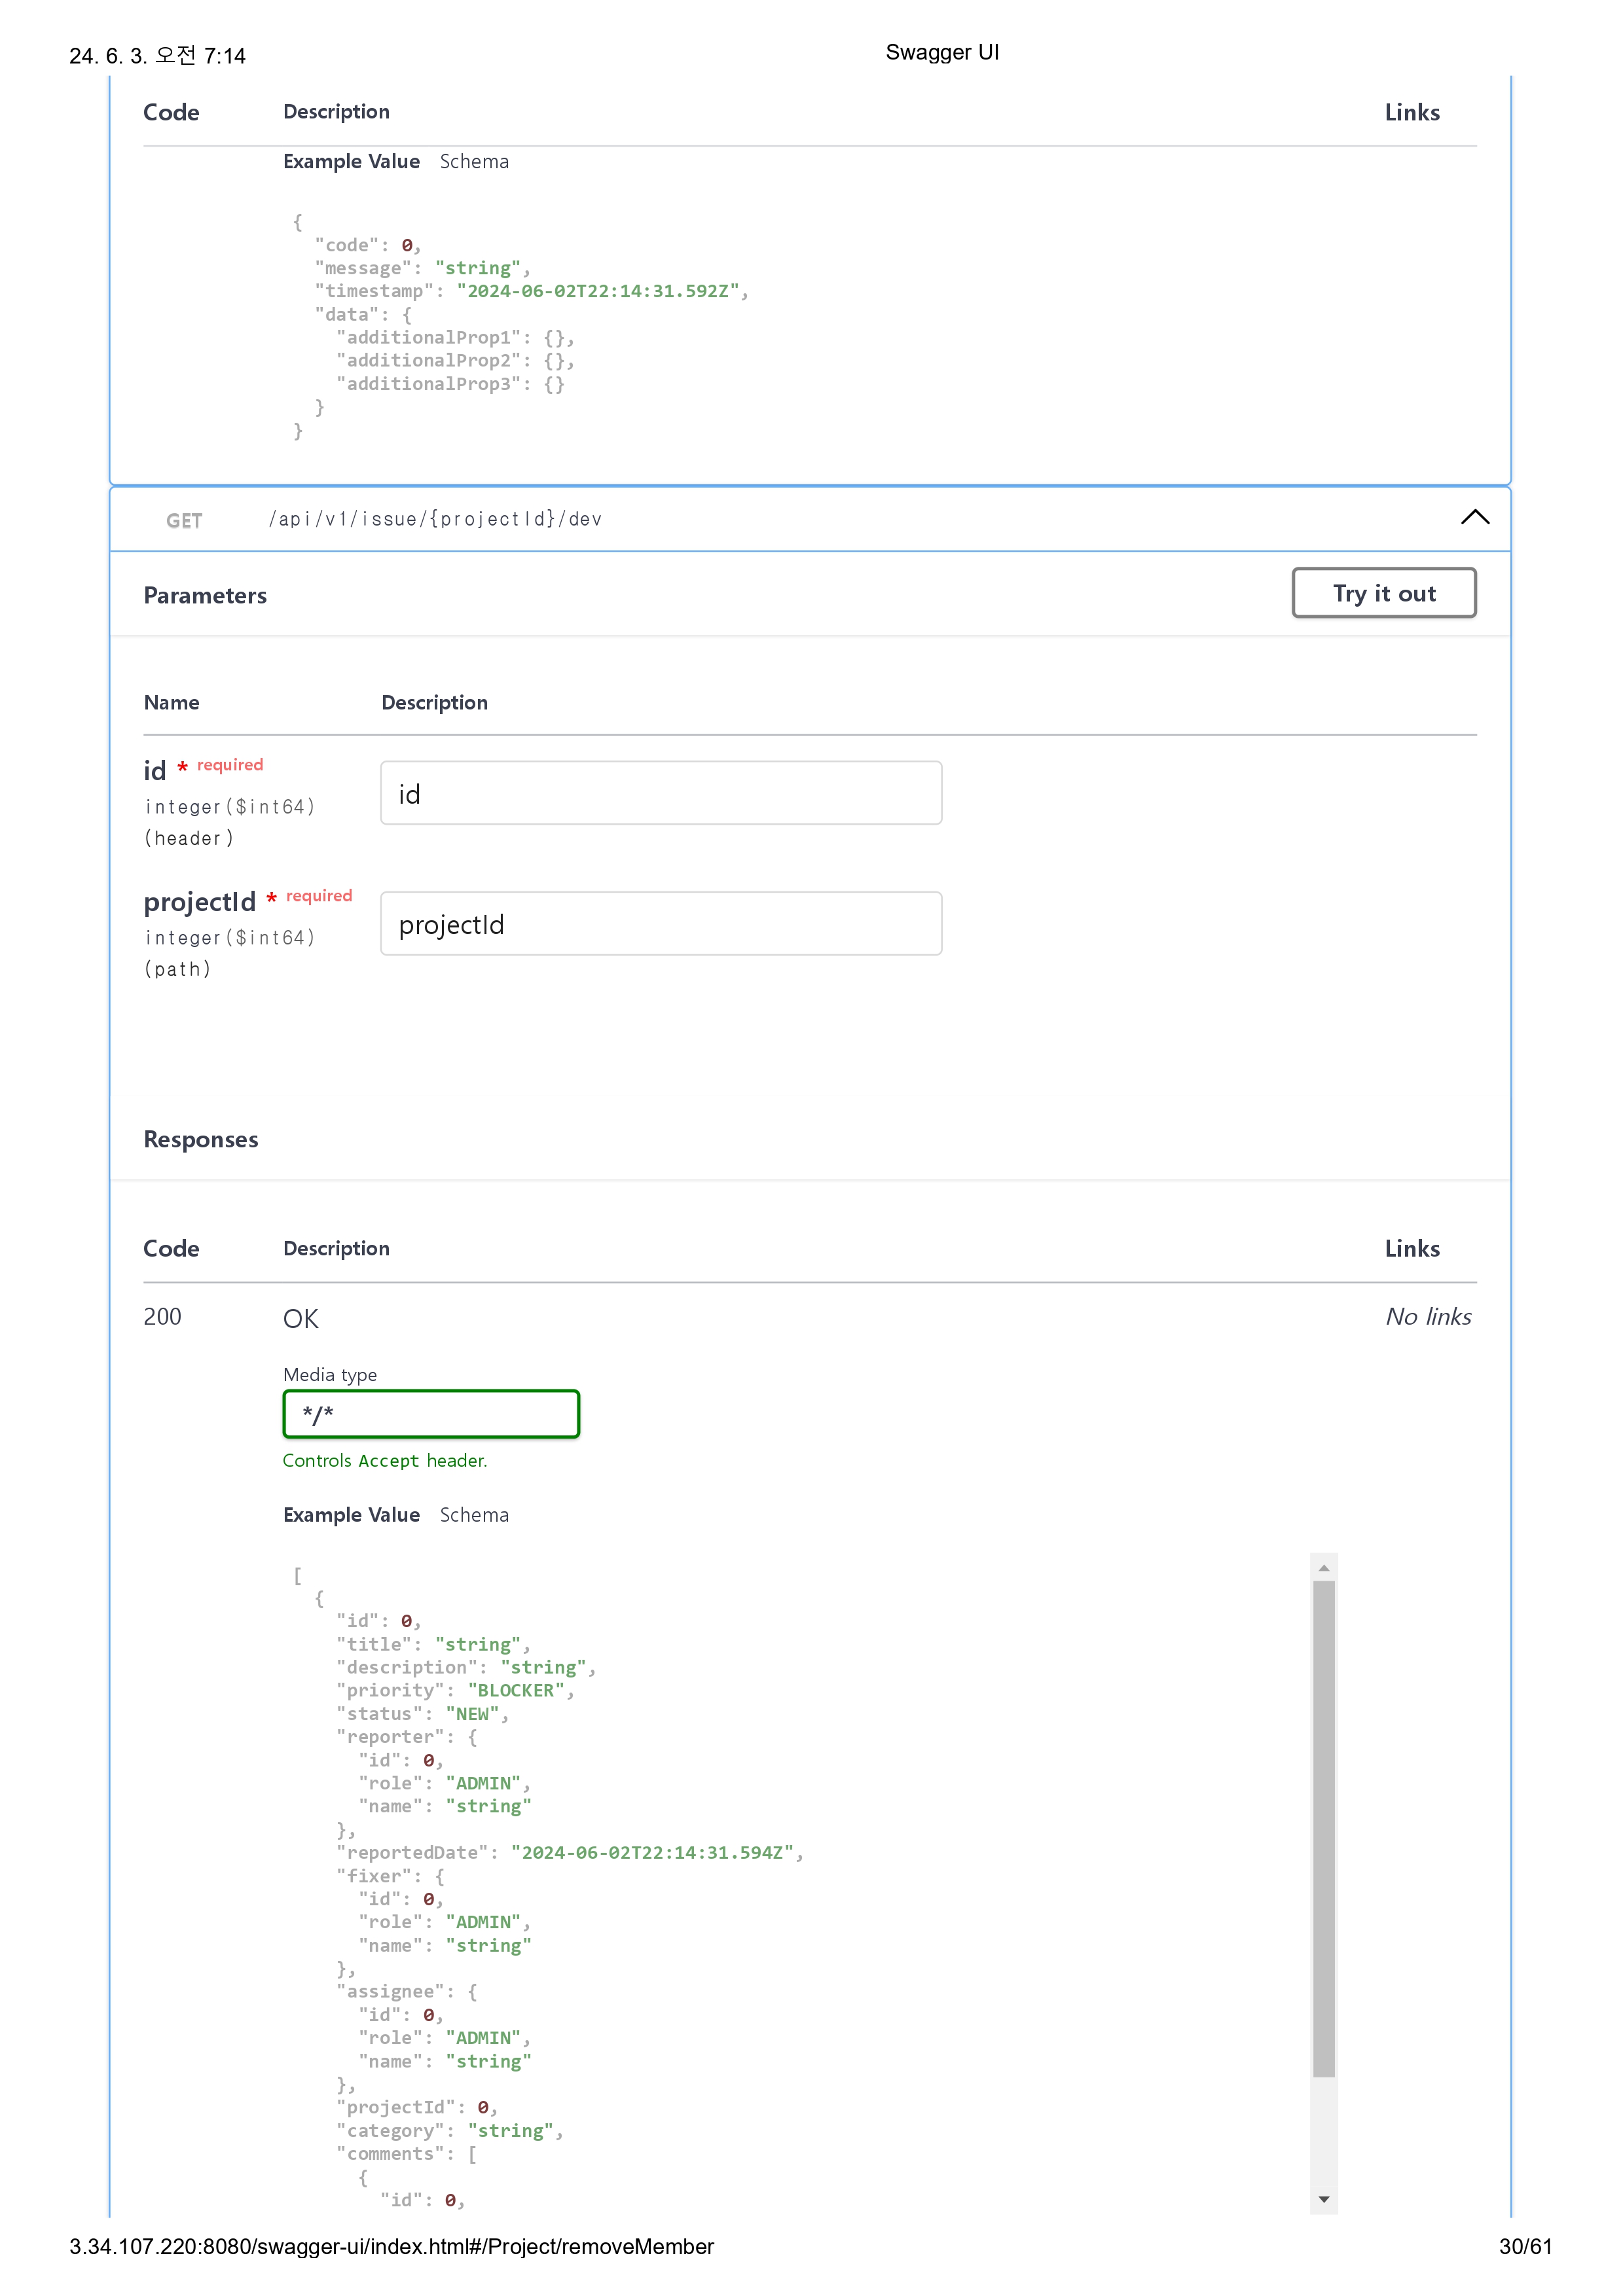 24. 6. 3. 오전 7:14 Swagger UI
Code Description Links
Example Value Schema
{
"code": 0,
"message": "string",
"timestamp": "2024-06-02T22:14:31.592Z",
"data": {
"additionalProp1": {},
"additionalProp2": {},
"additionalProp3": {}
}
}
GET /api/v1/issue/{projectId}/dev
Parameters Try it out
Name Description
id * required
id
integer($int64)
(header)
projectId * required
projectId
integer($int64)
(path)
Responses
Code Description Links
200 OK No links
Media type
*/*
Controls Accept header.
Example Value Schema
[
{
"id": 0,
"title": "string",
"description": "string",
"priority": "BLOCKER",
"status": "NEW",
"reporter": {
"id": 0,
"role": "ADMIN",
"name": "string"
},
"reportedDate": "2024-06-02T22:14:31.594Z",
"fixer": {
"id": 0,
"role": "ADMIN",
"name": "string"
},
"assignee": {
"id": 0,
"role": "ADMIN",
"name": "string"
},
"projectId": 0,
"category": "string",
"comments": [
{
"id": 0,
3.34.107.220:8080/swagger-ui/index.html#/Project/removeMember 30/61